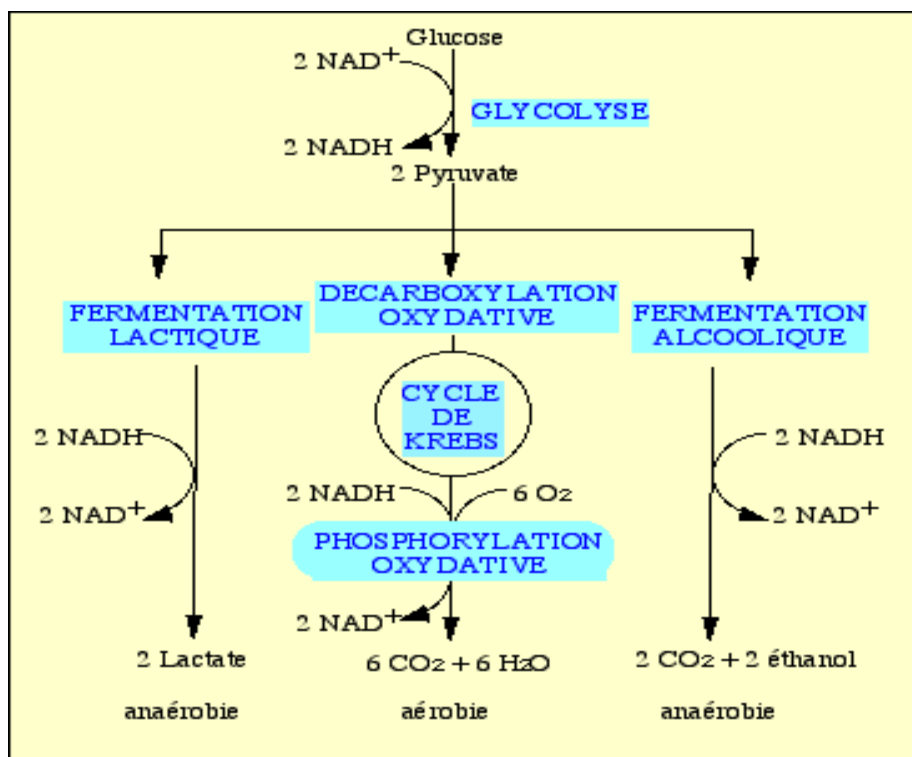 Glucose
2 NAD+
GLYCOLYSE
2 NADH
2 Pyruvate
FERMENTATION
LACTIQUE
DECARBOXYLATION
OXYDATIVE
FERMENTATION
ALCOOLIQUE
CYCLE
DE
KREBS
2 NADH
2 NAD+
2 NADH
6 O2
PHOSPHORYLATION
OXYDATIVE
2 NAD+
2 NADH
2 NAD+
2 Lactate
6 CO2 + 6 H2O
2 CO2 + 2 éthanol
anaérobie
aérobie
anaérobie